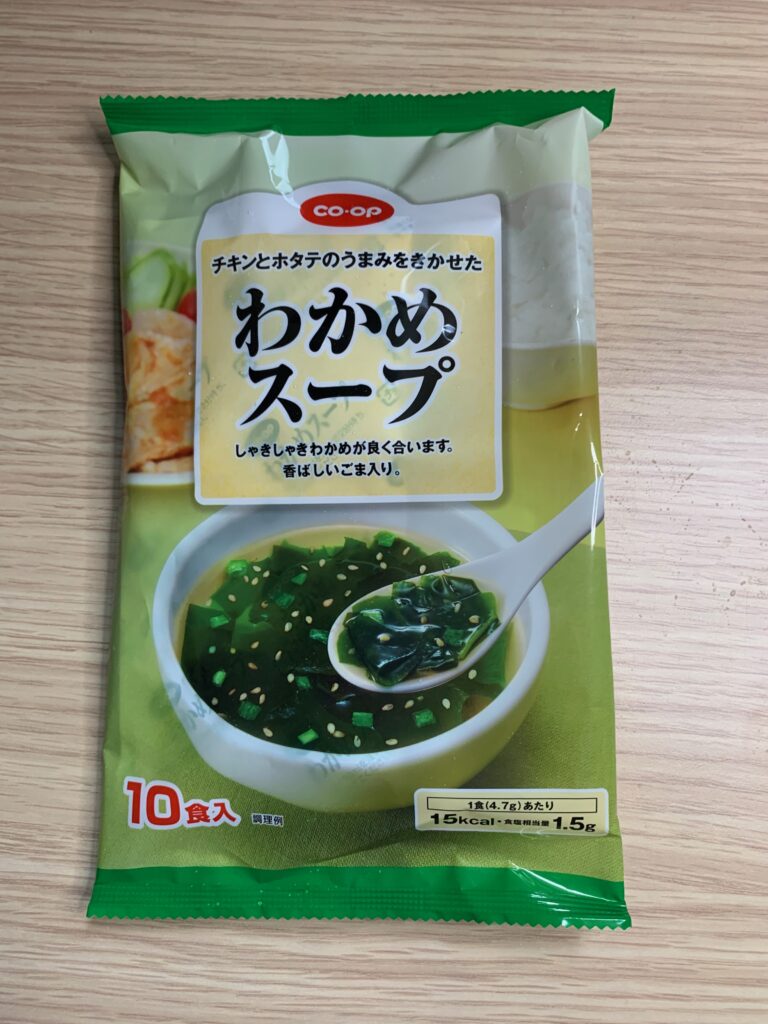 CO·OP
チキンとホタテのうまみをきかせた
わかめ
スープ
しゃきしゃきわかめが良く合います。
香ばしいごま入り。
10食入
調理例
1食(4.7g)あたり
15kcal・食塩相当量1.5g